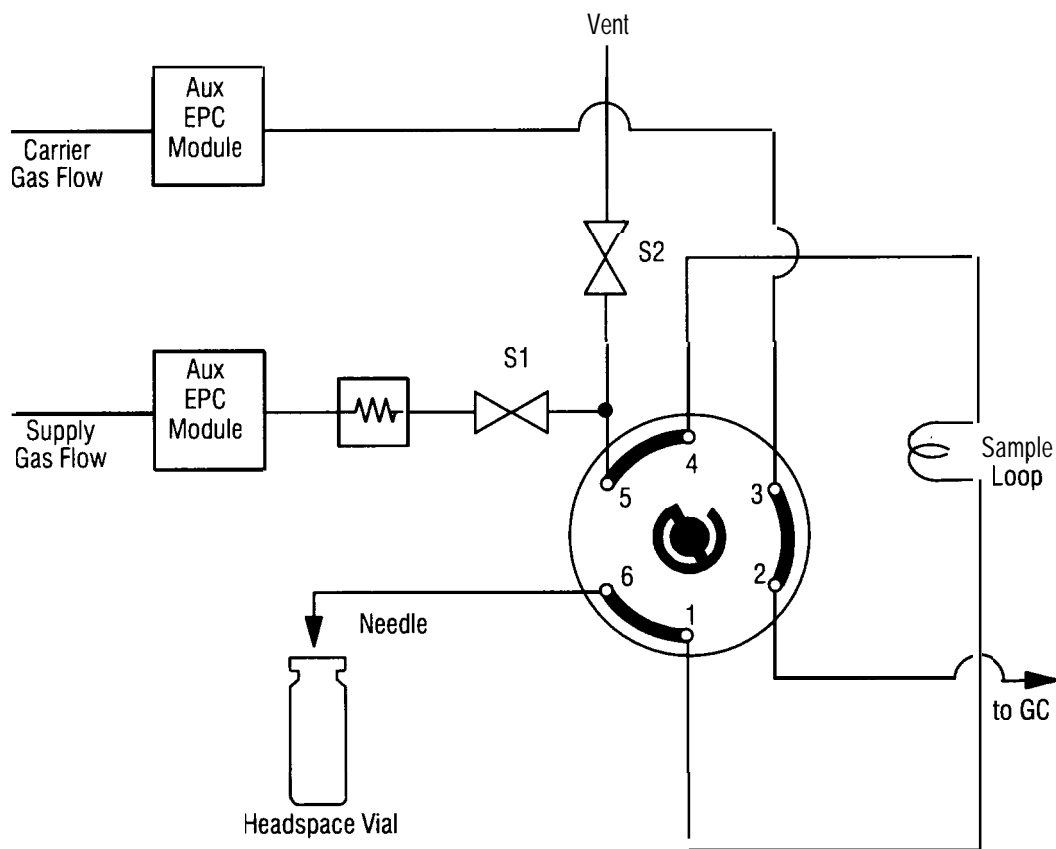 Vent
Aux
EPC
Module
Carrier
Gas Flow
S2
Aux
EPC
Module
S1
Supply
Gas Flow
4
5
3
Sample
Loop
2
6
1
Needle
to GC
Headspace Vial